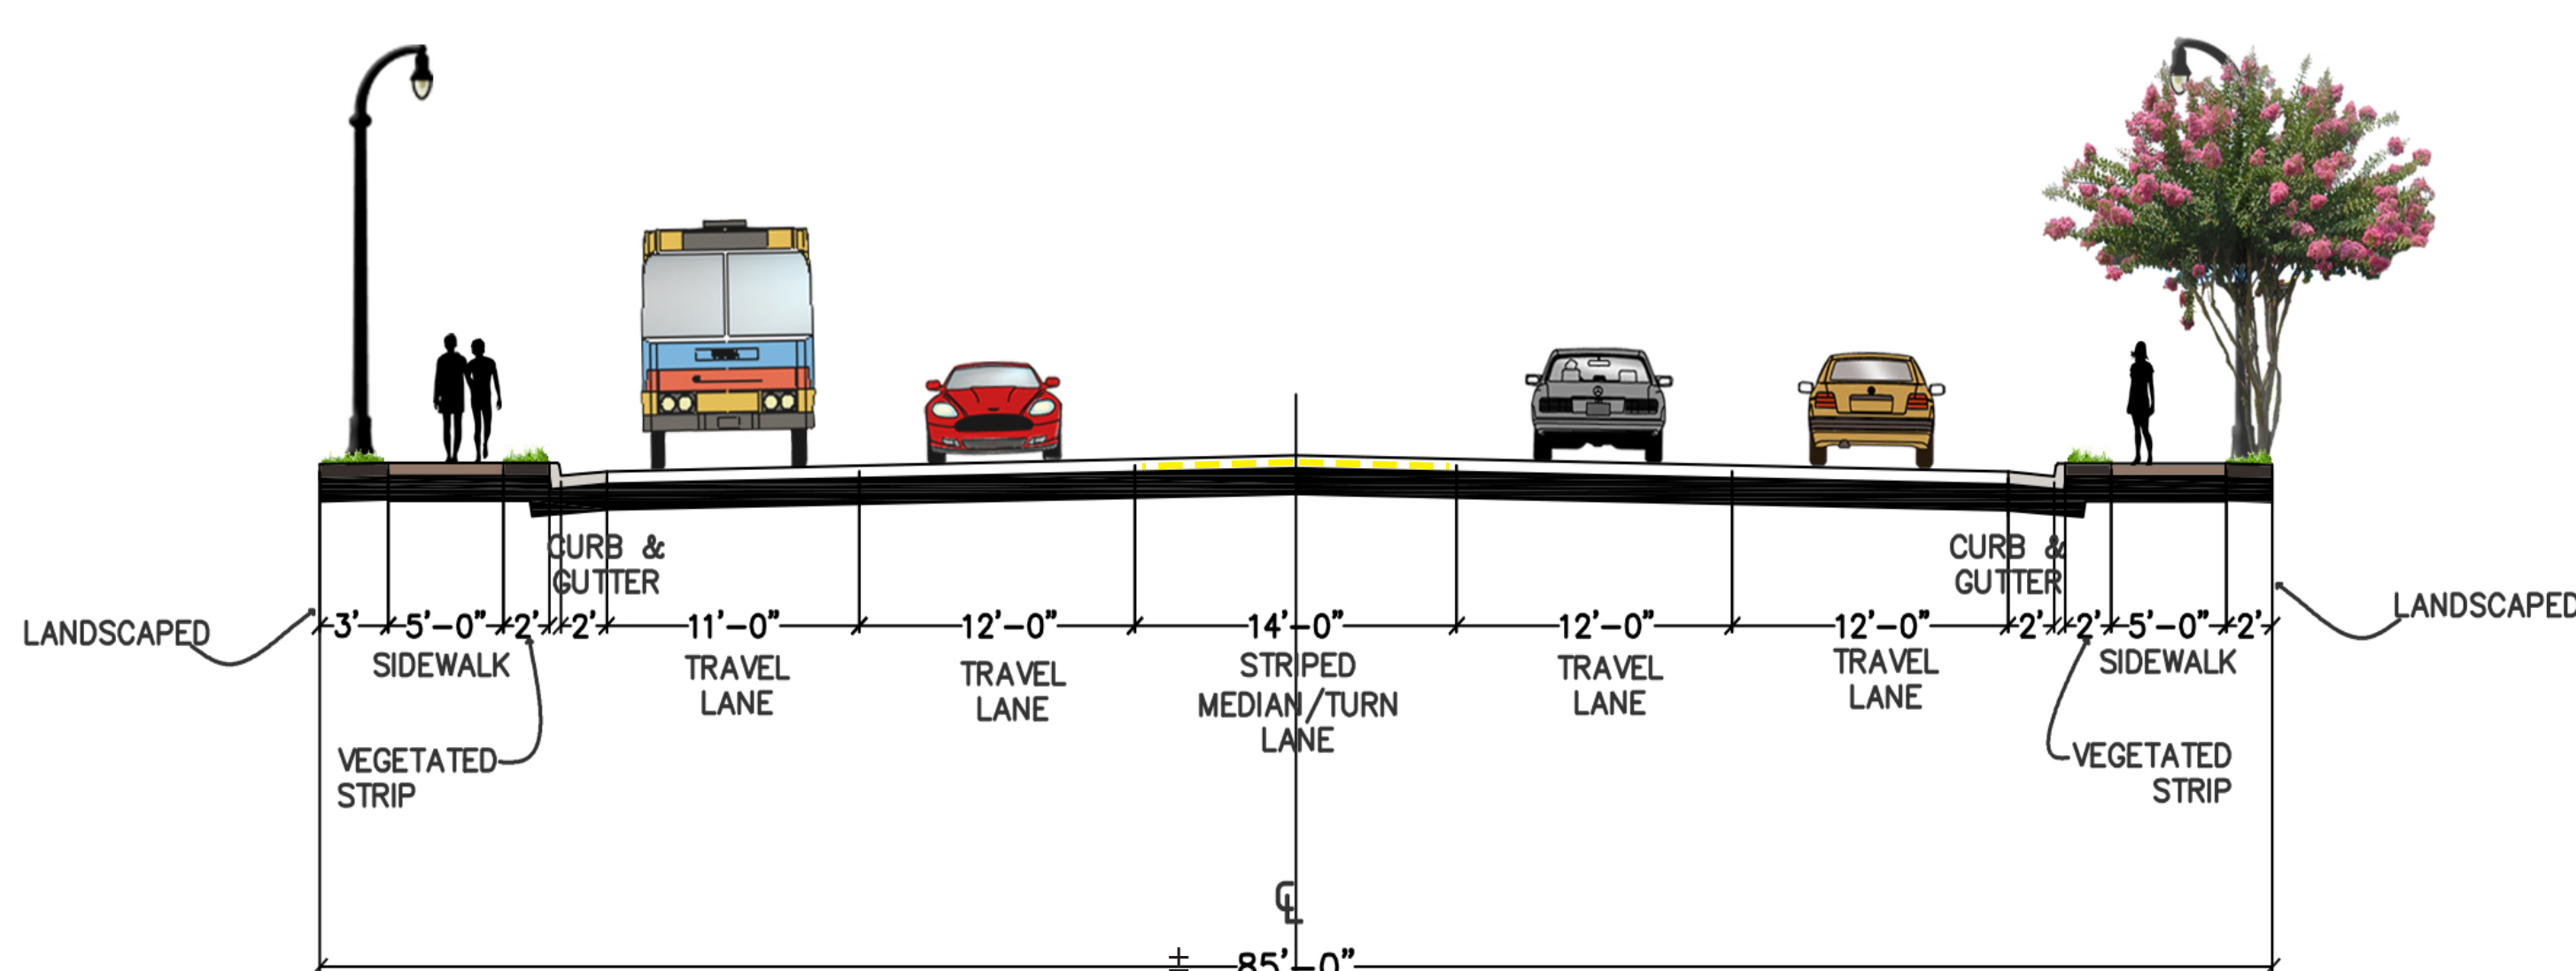 CURB &
GUTTER
CURB &
GUTTER
LANDSCAPED
3' 5'-0" 2' 2' 11'-0" 12'-0" 14'-0" 12'-0" 12'-0" 2' 2' 5'-0" 2'
LANDSCAPED
SIDEWALK
TRAVEL
LANE
TRAVEL
LANE
STRIPED
MEDIAN/TURN
LANE
TRAVEL
LANE
TRAVEL
LANE
SIDEWALK
VEGETATED
STRIP
VEGETATED
STRIP
CL
± 85'-0"